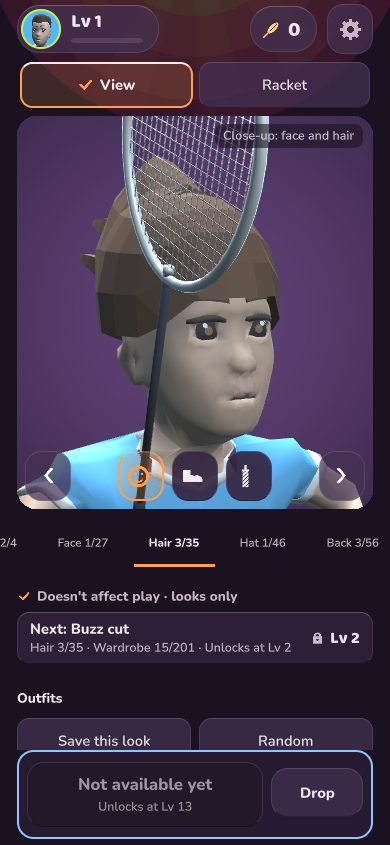 Lv 1
0
View
Racket
Close-up: face and hair
2/4
Face 1/27
Hair 3/35
Hat 1/46
Back 3/56
Doesn't affect play · looks only
Next: Buzz cut
Hair 3/35 · Wardrobe 15/201 · Unlocks at Lv 2
Lv 2
Outfits
Save this look
Random
Not available yet
Unlocks at Lv 13
Drop